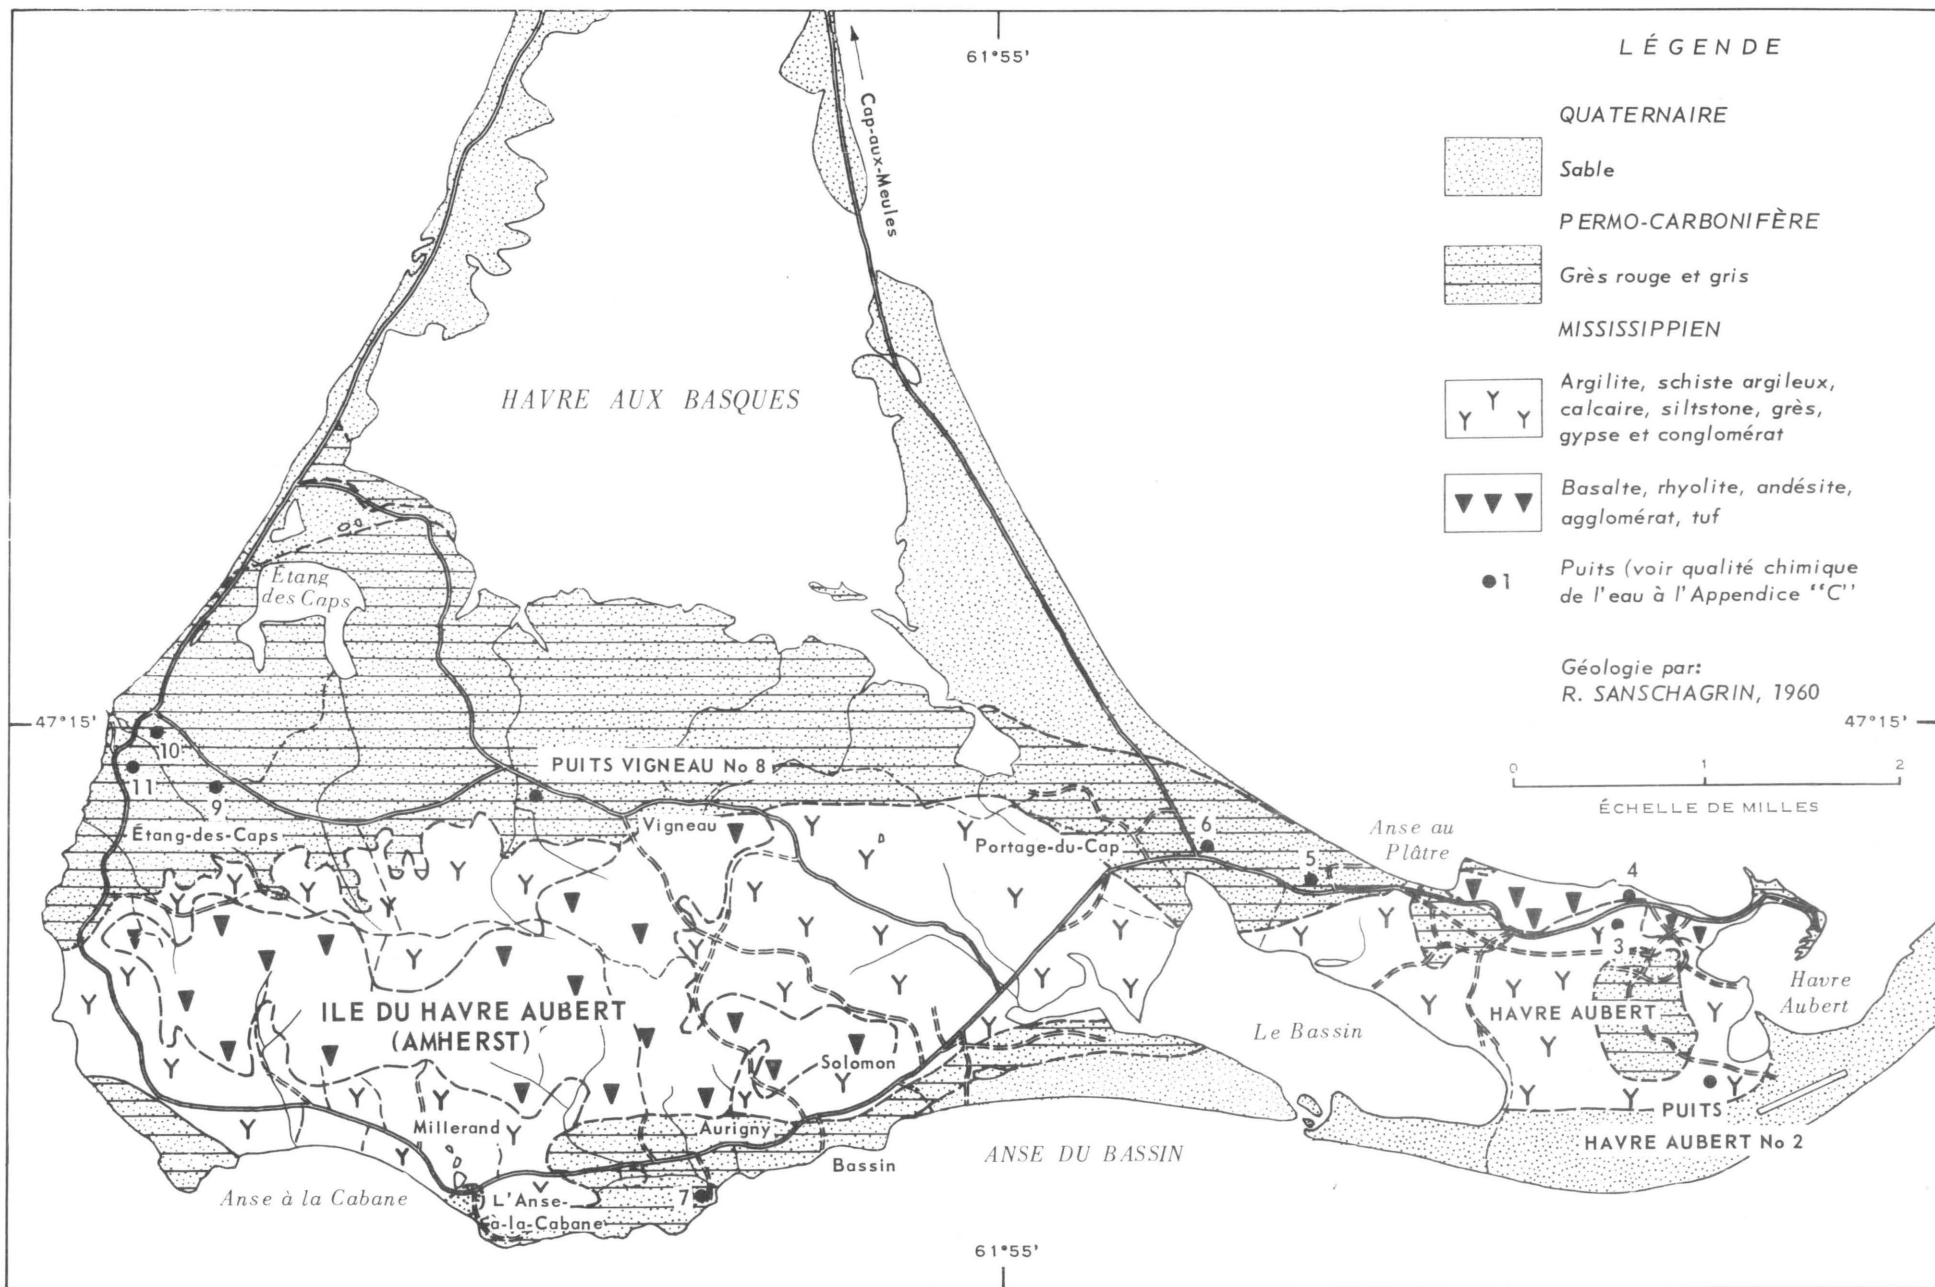 61°55'
Cap-aux-Meules
LÉGENDE
QUATERNAIRE
Sable
PERMO-CARBONIFÈRE
Grès rouge et gris
MISSISSIPPIEN
Argilite, schiste argileux,
calcaire, siltstone, grès,
gypse et conglomérat
Basalte, rhyolite, andésite,
agglomérat, tuf
1
Puits (voir qualité chimique
de l'eau à l'Appendice "C"
Géologie par:
R. SANSCHAGRIN, 1960
47°15'
47°15'
0 1 2
ÉCHELLE DE MILLES
HAVRE AUX BASQUES
Étang
des Caps
10
11
9
PUITS VIGNEAU No 8
Étang-des-Caps
Vigneau
Portage-du-Cap
6
5
Anse au
Plâtre
4
3
ILE DU HAVRE AUBERT
(AMHERST)
Solomon
Le Bassin
HAVRE AUBERT
Havre
Aubert
Millerand
Aurigny
Bassin
ANSE DU BASSIN
PUITS
HAVRE AUBERT No 2
Anse à la Cabane
L'Anse-
à-la-Cabane
7
61°55'